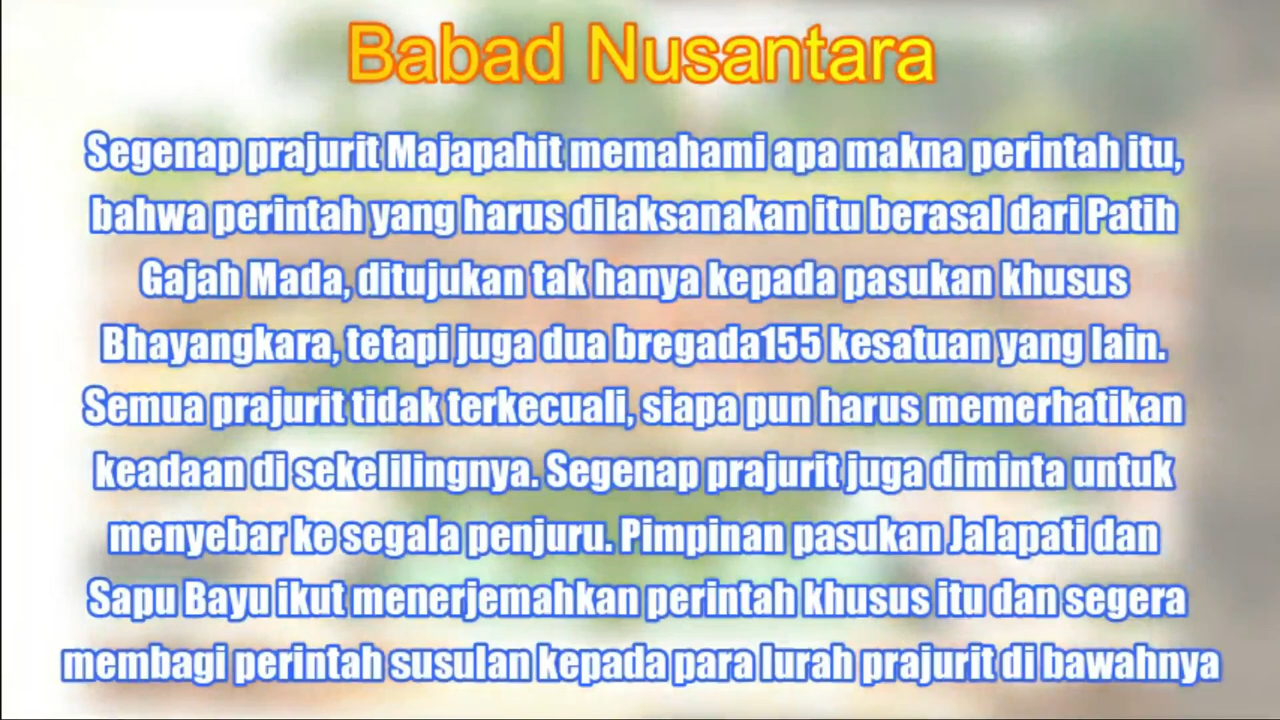 Babad Nusantara
Segenap prajurit Majapahit memahami apa makna perintah itu,
bahwa perintah yang harus dilaksanakan itu berasal dari Patih
Gajah Mada, ditujukan tak hanya kepada pasukan khusus
Bhayangkara, tetapi juga dua bregada155 kesatuan yang lain.
Semua prajurit tidak terkecuali, siapa pun harus memerhatikan
keadaan di sekelilingnya. Segenap prajurit juga diminta untuk
menyebar ke segala penjuru. Pimpinan pasukan Jalapati dan
Sapu Bayu ikut menerjemahkan perintah khusus itu dan segera
membagi perintah susulan kepada para lurah prajurit di bawahnya